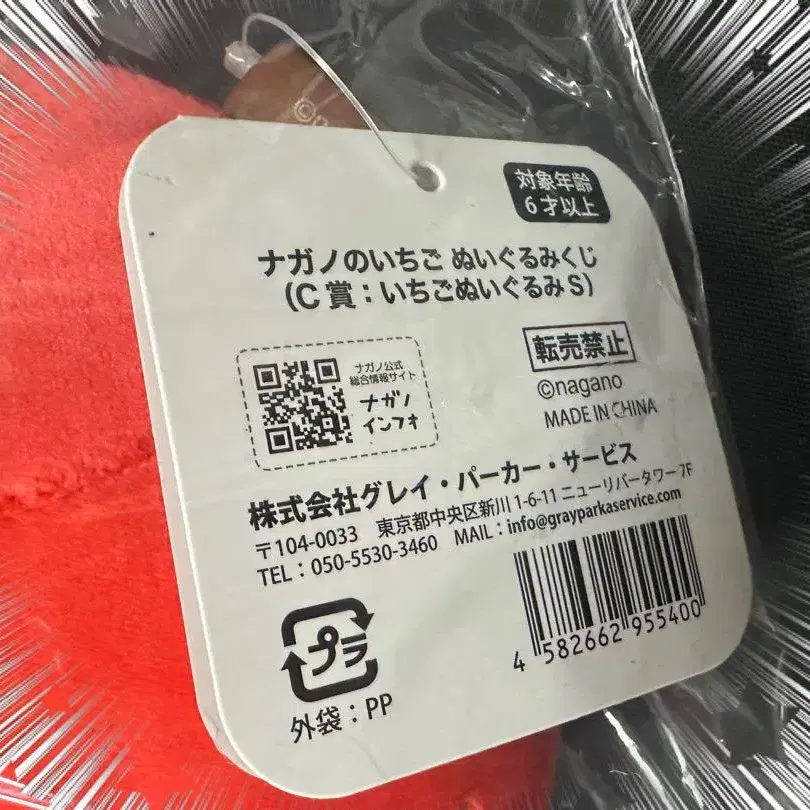 対象年齢
6才以上
ナガノのいちご ぬいぐるみくじ
(C賞：いちごぬいぐるみS)
ナガノ公式
総合情報サイト
ナガノ
インフォ
転売禁止
©nagano
MADE IN CHINA
株式会社グレイ・パーカー・サービス
〒104-0033 東京都中央区新川 1-6-11 ニューリバータワー 7F
TEL：050-5530-3460 MAIL：info@grayparkaservice.com
プラ
外袋：PP
4 582662 955400